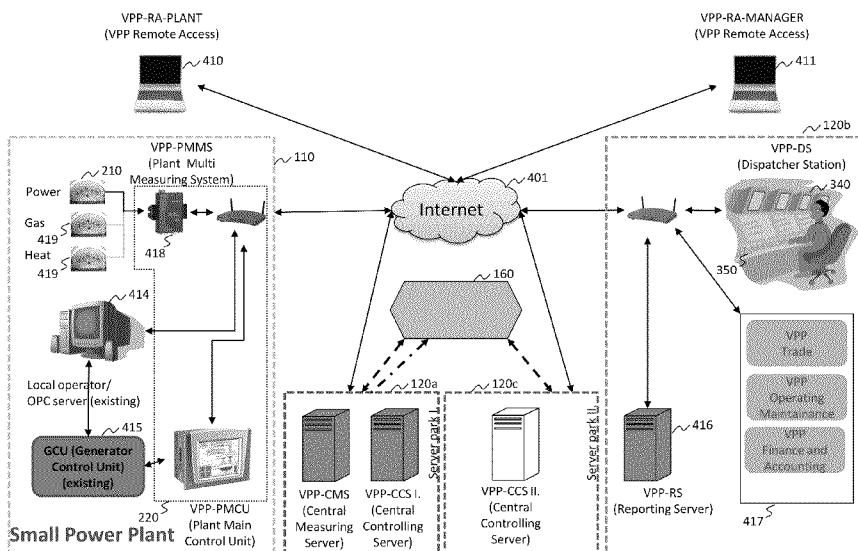 VPP-RA-PLANT
(VPP Remote Access)
410
VPP-RA-MANAGER
(VPP Remote Access)
411
120b
VPP-PMMS
(Plant Multi
Measuring System)
110
210
Power
Gas
419
Heat
419
418
401
Internet
VPP-DS
(Dispatcher Station)
340
350
414
160
Local operator/
OPC server (existing)
415
GCU (Generator
Control Unit)
(existing)
VPP-PMCU
(Plant Main
Control Unit)
220
Small Power Plant
120a
VPP-CMS
(Central
Measuring
Server)
VPP-CCS I.
(Central
Controlling
Server)
Server park I.
120c
VPP-CCS II.
(Central
Controlling
Server)
Server park II.
416
VPP-RS
(Reporting Server)
VPP
Trade
VPP
Operating
Maintainance
VPP
Finance and
Accounting
417